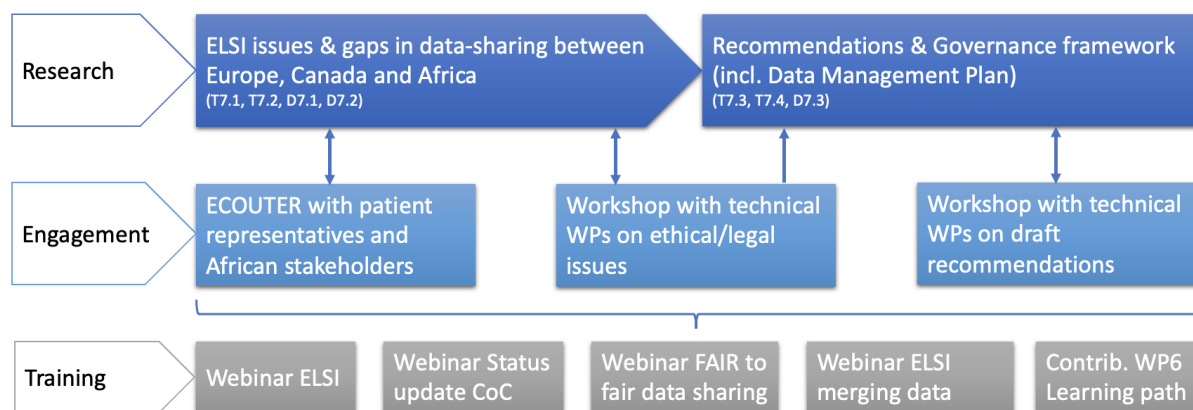 Research
ELSI issues & gaps in data-sharing between
Europe, Canada and Africa
(T7.1, T7.2, D7.1, D7.2)
Recommendations & Governance framework
(incl. Data Management Plan)
(T7.3, T7.4, D7.3)
Engagement
ECOUTER with patient
representatives and
African stakeholders
Workshop with technical
WPs on ethical/legal
issues
Workshop with technical
WPs on draft
recommendations
Training
Webinar ELSI
Webinar Status
update CoC
Webinar FAIR to
fair data sharing
Webinar ELSI
merging data
Contrib. WP6
Learning path